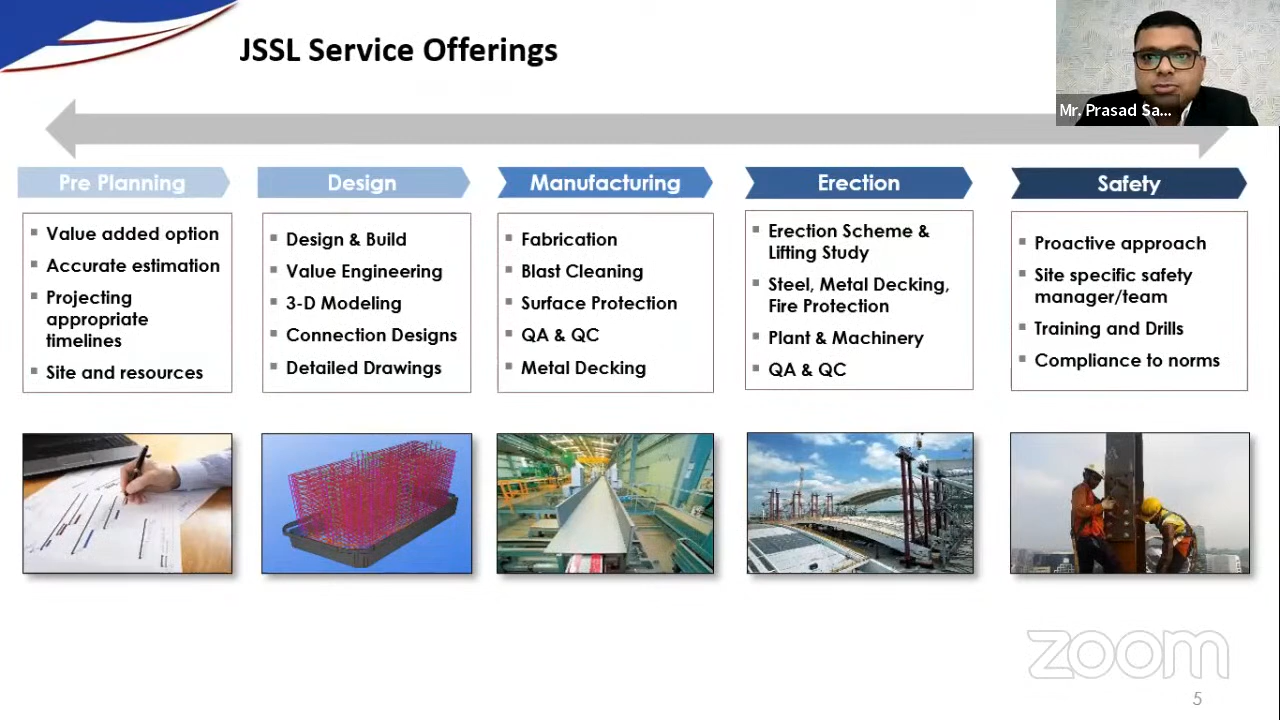 JSSL Service Offerings
Mr. Prasad Sa...
Pre Planning
Value added option
Accurate estimation
Projecting
appropriate
timelines
Site and resources
Design
Design & Build
Value Engineering
3-D Modeling
Connection Designs
Detailed Drawings
Manufacturing
Fabrication
Blast Cleaning
Surface Protection
QA & QC
Metal Decking
Erection
Erection Scheme &
Lifting Study
Steel, Metal Decking,
Fire Protection
Plant & Machinery
QA & QC
Safety
Proactive approach
Site specific safety
manager/team
Training and Drills
Compliance to norms
zoom
5